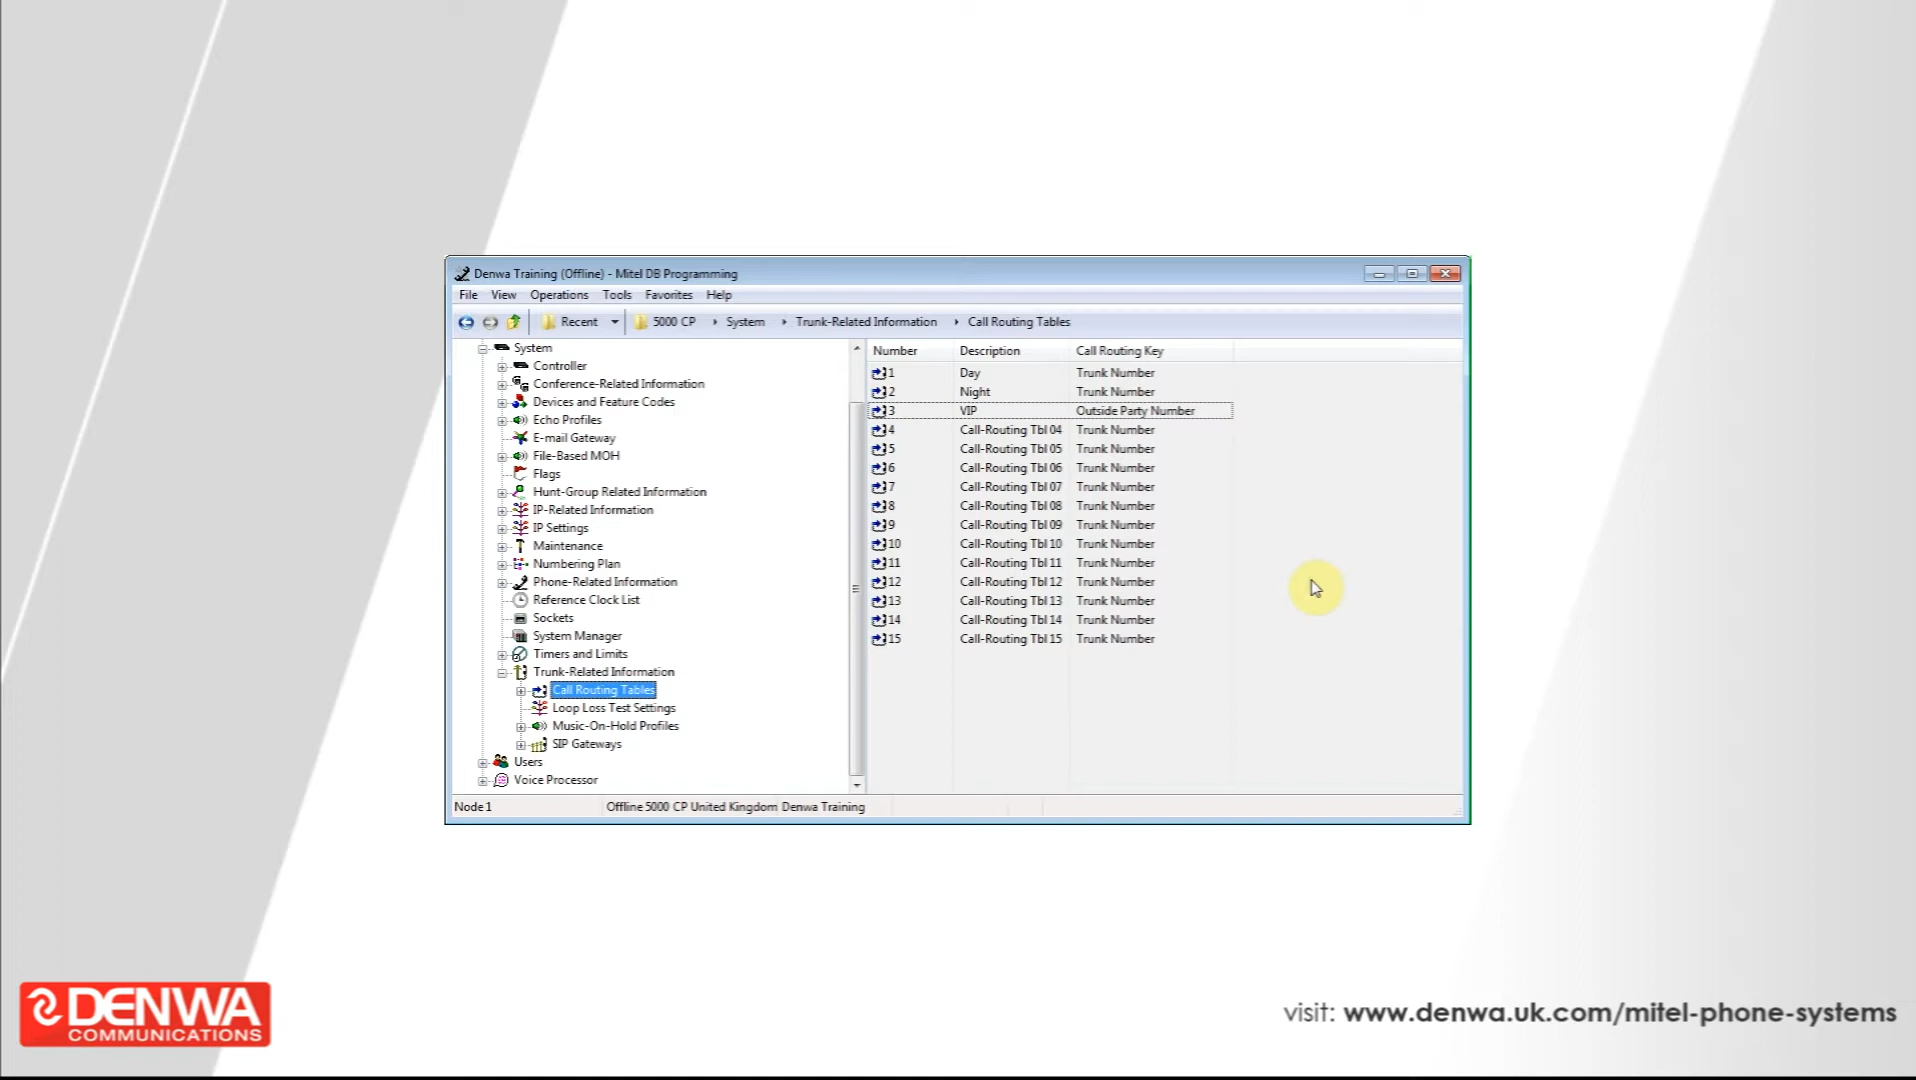 Denwa Training (Offline) - Mitel DB Programming
File View Operations Tools Favorites Help
Recent 5000 CP System Trunk-Related Information Call Routing Tables
System
Controller
Conference-Related Information
Devices and Feature Codes
Echo Profiles
E-mail Gateway
File-Based MOH
Flags
Hunt-Group Related Information
IP-Related Information
IP Settings
Maintenance
Numbering Plan
Phone-Related Information
Reference Clock List
Sockets
System Manager
Timers and Limits
Trunk-Related Information
Call Routing Tables
Loop Loss Test Settings
Music-On-Hold Profiles
SIP Gateways
Users
Voice Processor
Number Description Call Routing Key
1 Day Trunk Number
2 Night Trunk Number
3 VIP Outside Party Number
4 Call-Routing Tbl 04 Trunk Number
5 Call-Routing Tbl 05 Trunk Number
6 Call-Routing Tbl 06 Trunk Number
7 Call-Routing Tbl 07 Trunk Number
8 Call-Routing Tbl 08 Trunk Number
9 Call-Routing Tbl 09 Trunk Number
10 Call-Routing Tbl 10 Trunk Number
11 Call-Routing Tbl 11 Trunk Number
12 Call-Routing Tbl 12 Trunk Number
13 Call-Routing Tbl 13 Trunk Number
14 Call-Routing Tbl 14 Trunk Number
15 Call-Routing Tbl 15 Trunk Number
Node 1 Offline 5000 CP United Kingdom Denwa Training
DENWA
COMMUNICATIONS
visit: www.denwa.uk.com/mitel-phone-systems